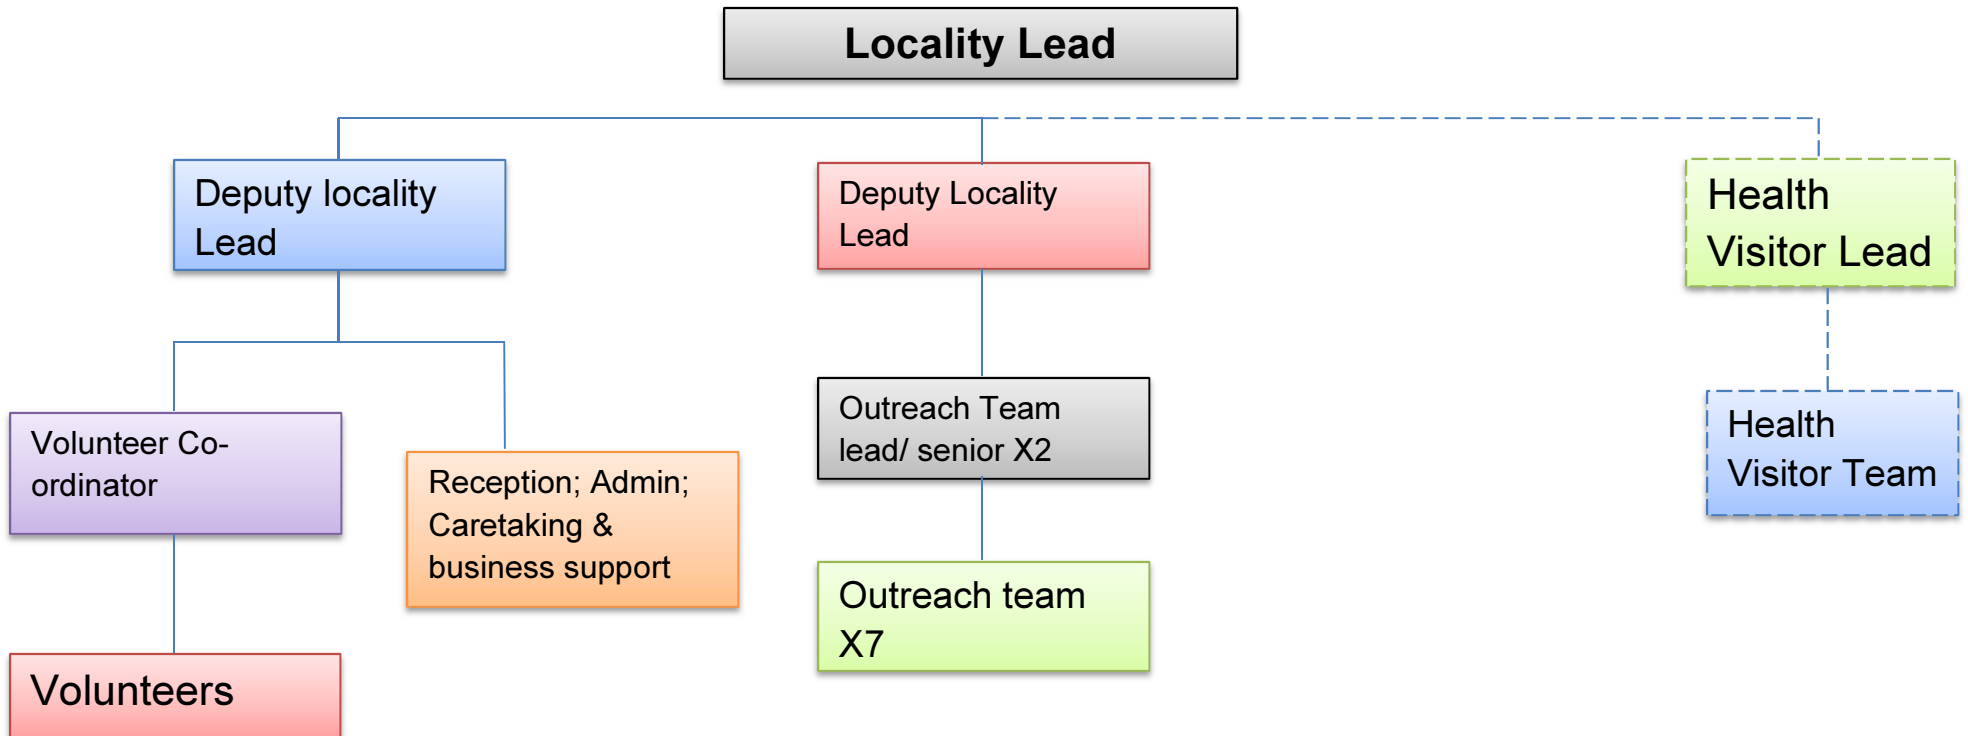 Locality Lead
Deputy locality
Lead
Deputy Locality
Lead
Health
Visitor Lead
Volunteer Co-
ordinator
Reception; Admin;
Caretaking &
business support
Outreach Team
lead/ senior X2
Health
Visitor Team
Outreach team
X7
Volunteers